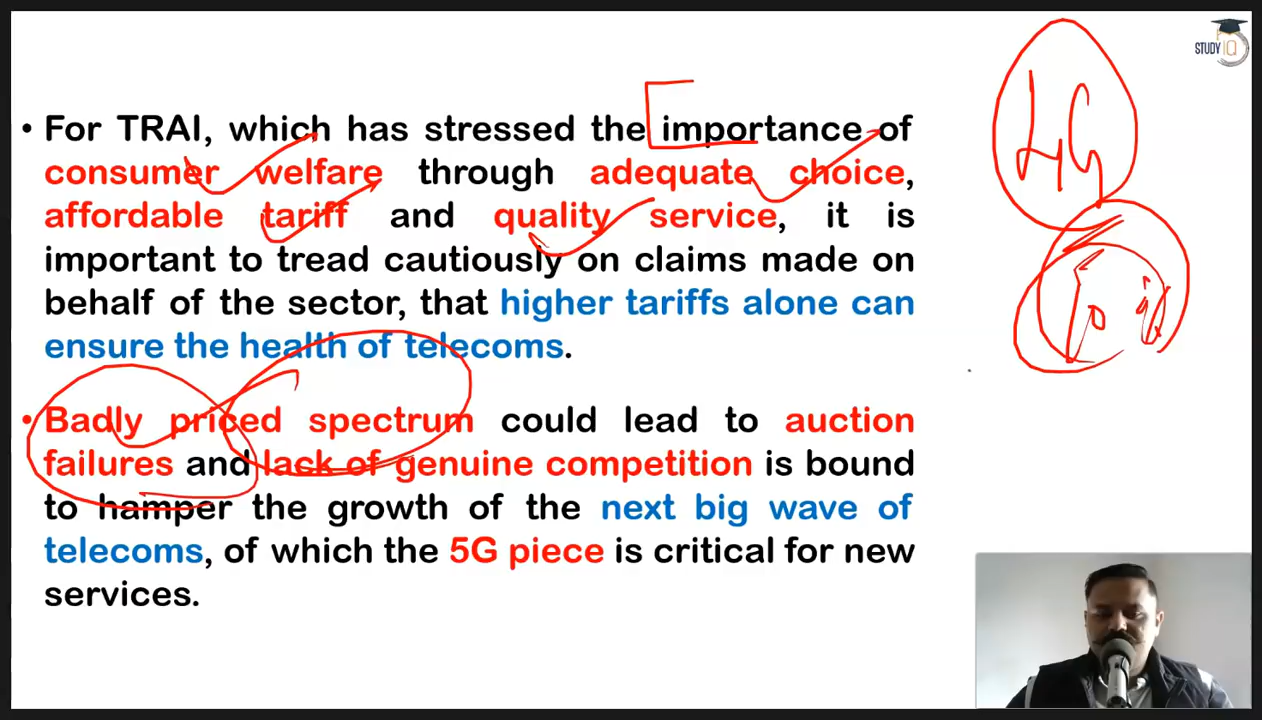 STUDY IQ
• For TRAI, which has stressed the importance of
consumer welfare through adequate choice,
affordable tariff and quality service, it is
important to tread cautiously on claims made on
behalf of the sector, that higher tariffs alone can
ensure the health of telecoms.
• Badly priced spectrum could lead to auction
failures and lack of genuine competition is bound
to hamper the growth of the next big wave of
telecoms, of which the 5G piece is critical for new
services.
4G